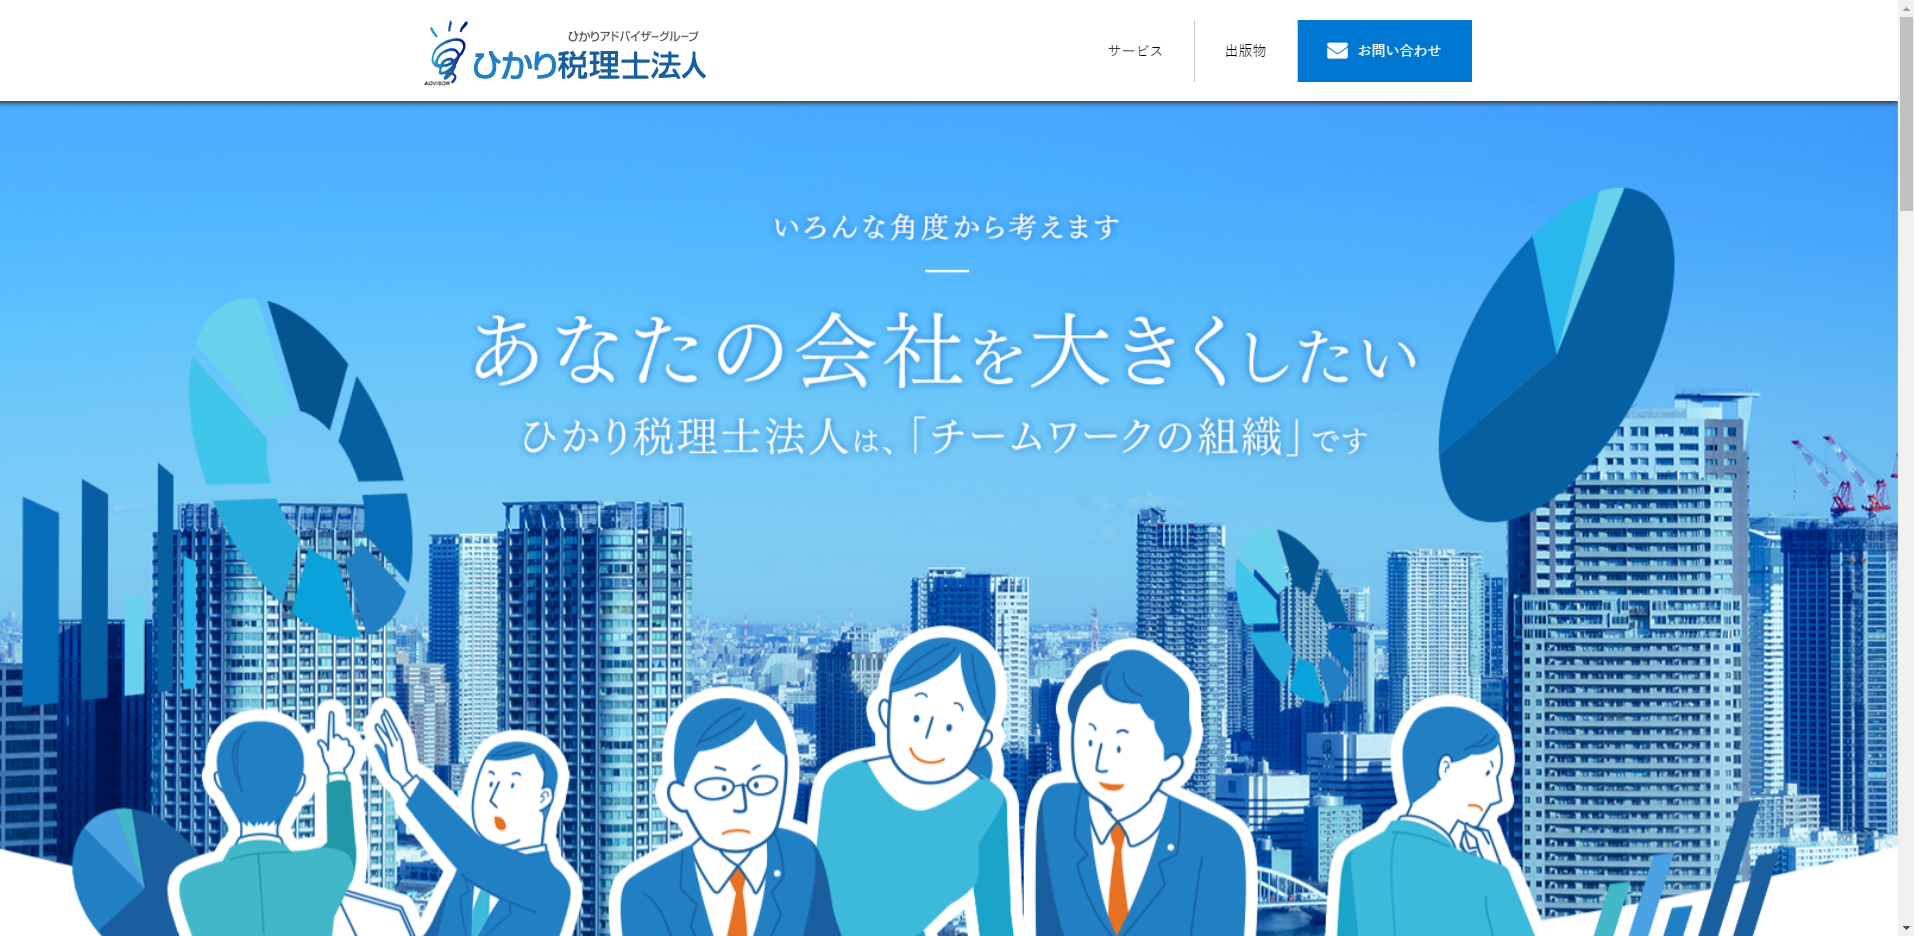 ひかりアドバイザーグループ
ひかり税理士法人
ADVISOR
サービス
出版物
お問い合わせ
いろんな角度から考えます
あなたの会社を大きくしたい
ひかり税理士法人は、「チームワークの組織」です